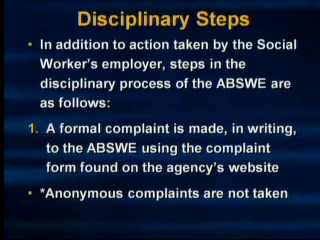 Disciplinary Steps
• In addition to action taken by the Social
Worker's employer, steps in the
disciplinary process of the ABSWE are
as follows:
1. A formal complaint is made, in writing,
to the ABSWE using the complaint
form found on the agency's website
• *Anonymous complaints are not taken